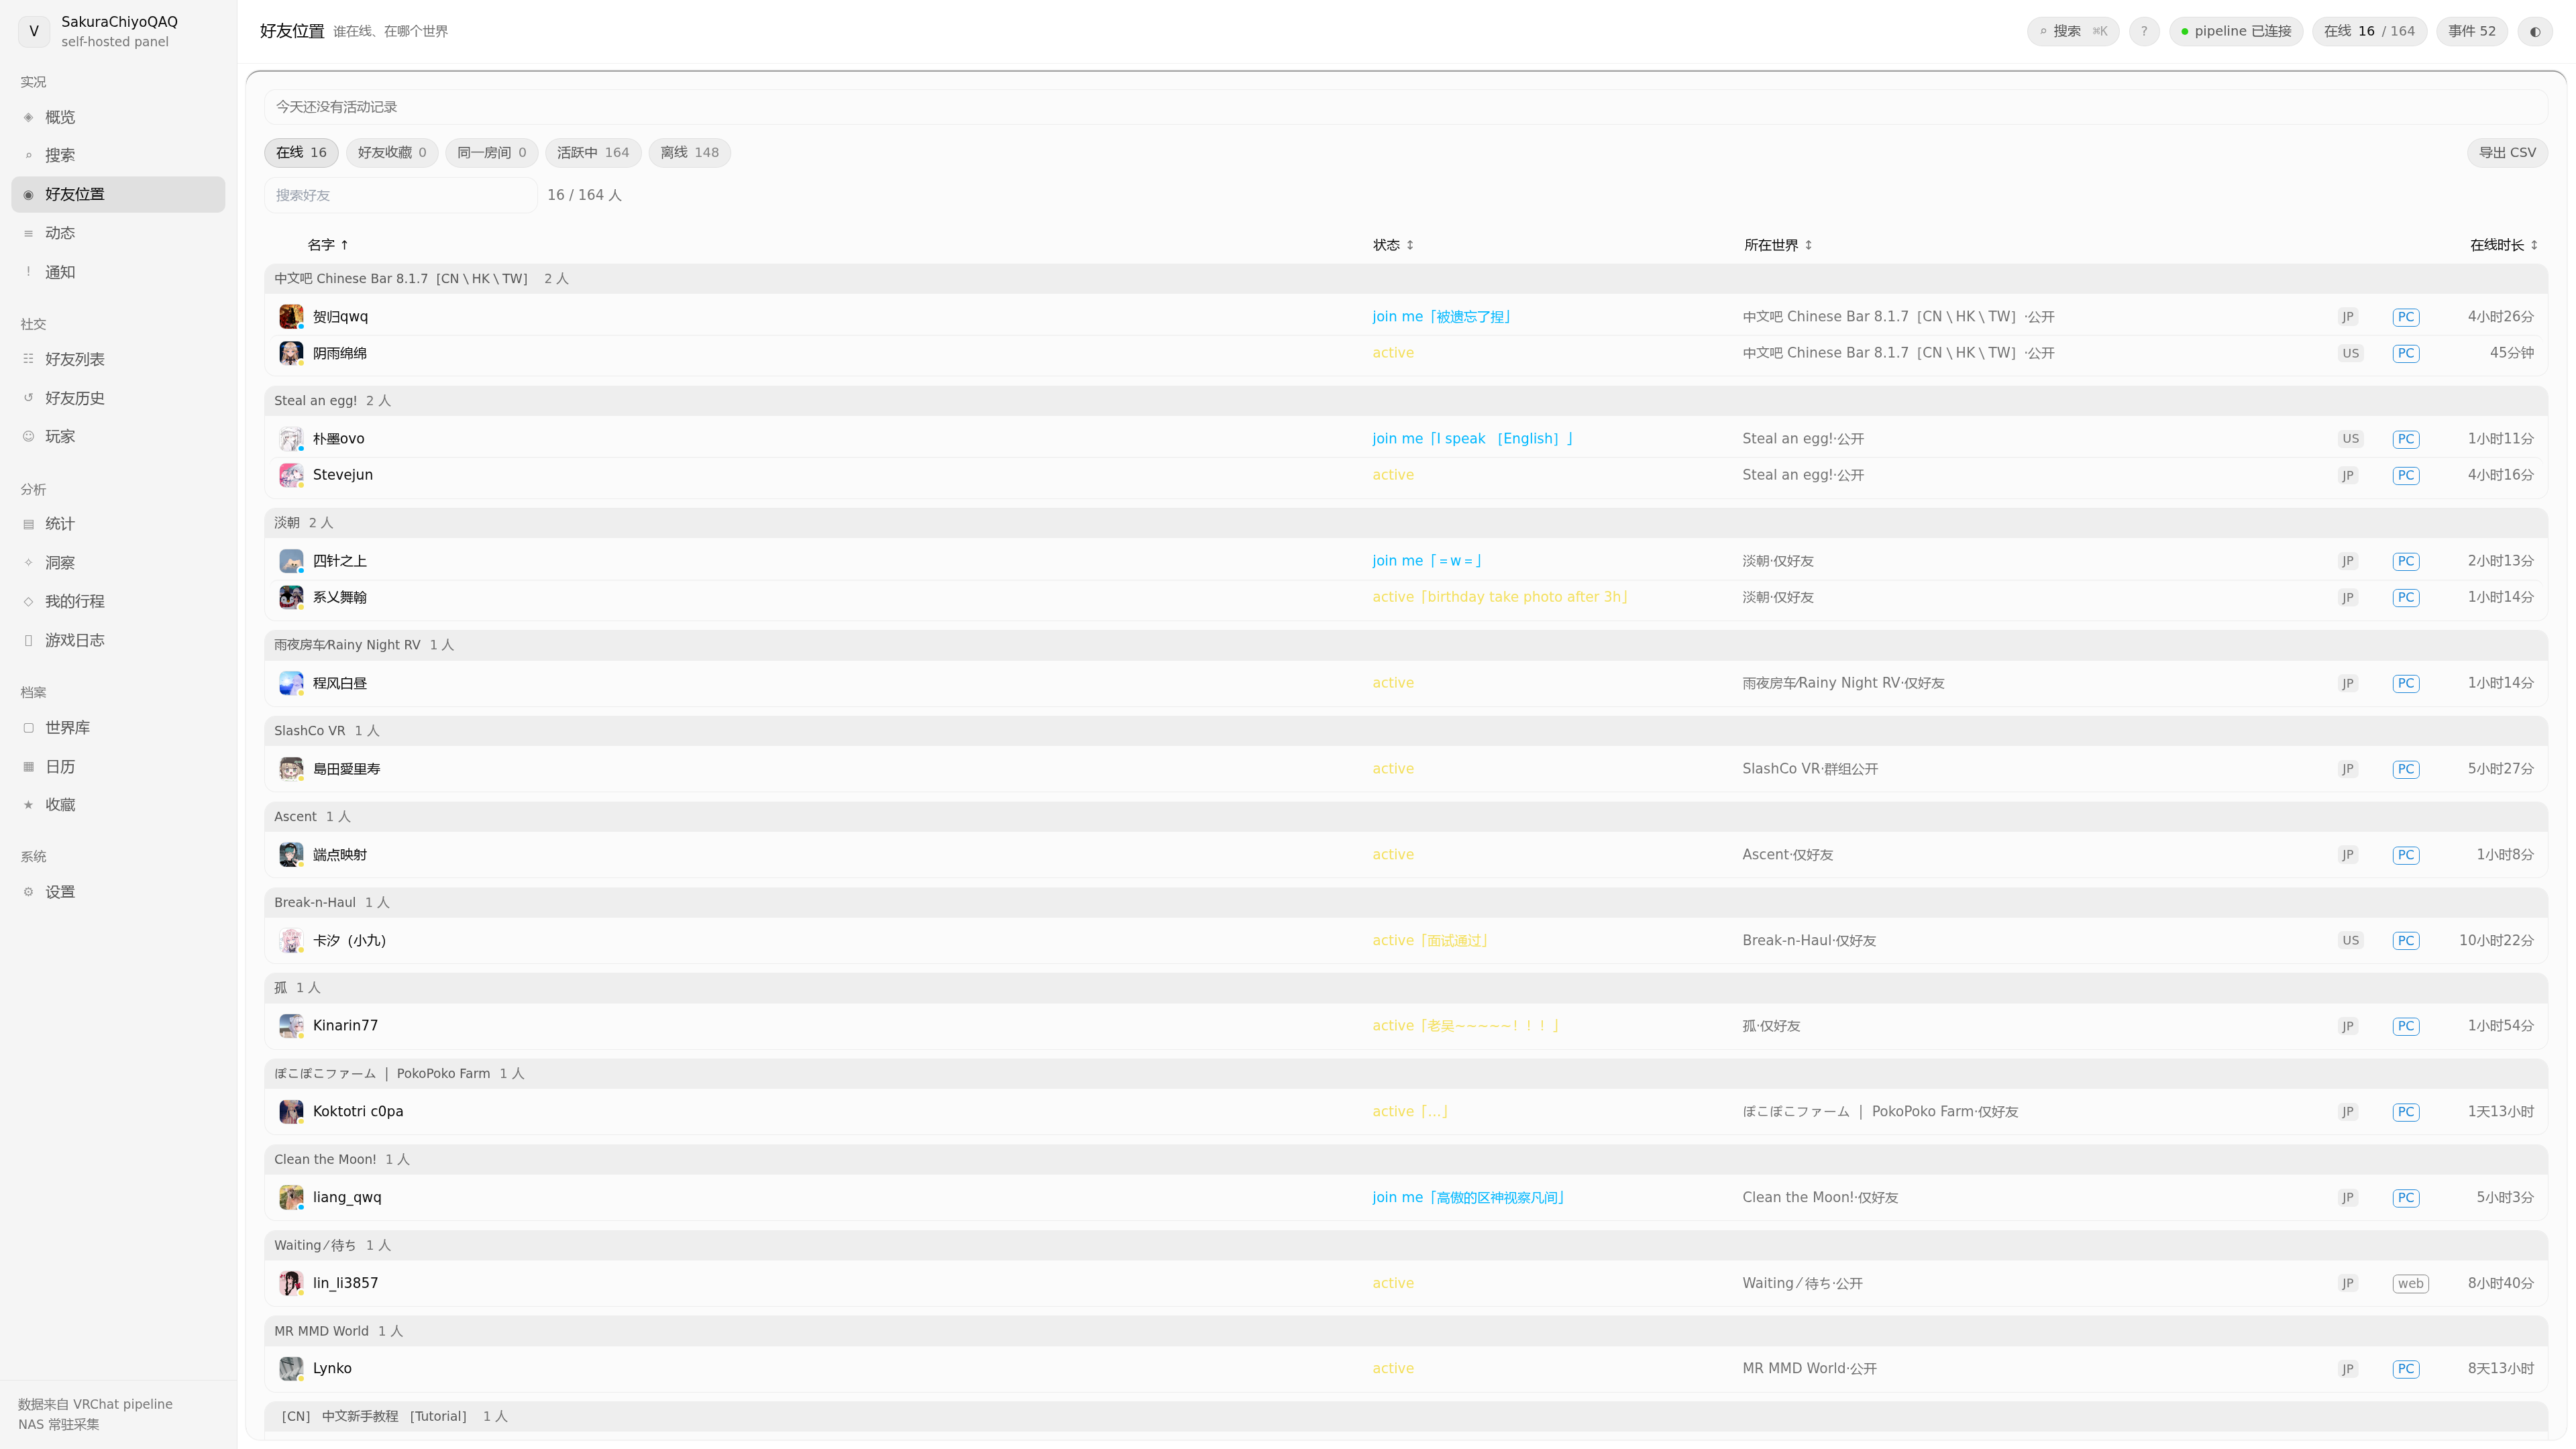 V
SakuraChiyoQAQ
self-hosted panel
实况
概览
搜索
好友位置
动态
! 通知
社交
好友列表
好友历史
玩家
分析
统计
洞察
我的行程
游戏日志
档案
世界库
日历
收藏
系统
设置
数据来自 VRChat pipeline
NAS 常驻采集
好友位置 谁在线、在哪个世界
搜索 ⌘K ? pipeline 已连接 在线 16 / 164 事件 52
今天还没有活动记录
在线 16 好友收藏 0 同一房间 0 活跃中 164 离线 148 导出 CSV
搜索好友 16 / 164 人
名字 ↑ 状态 ↕ 所在世界 ↕ 在线时长 ↕
中文吧 Chinese Bar 8.1.7［CN∖HK∖TW］ 2 人
贺归qwq join me「被遗忘了捏」 中文吧 Chinese Bar 8.1.7［CN∖HK∖TW］·公开 JP PC 4小时26分
阴雨绵绵 active 中文吧 Chinese Bar 8.1.7［CN∖HK∖TW］·公开 US PC 45分钟
Steal an egg! 2 人
朴墨ovo join me「I speak ［English］」 Steal an egg!·公开 US PC 1小时11分
Stevejun active Steal an egg!·公开 JP PC 4小时16分
淡朝 2 人
四针之上 join me「＝w＝」 淡朝·仅好友 JP PC 2小时13分
系乂舞翰 active「birthday take photo after 3h」 淡朝·仅好友 JP PC 1小时14分
雨夜房车⁄Rainy Night RV 1 人
程风白昼 active 雨夜房车⁄Rainy Night RV·仅好友 JP PC 1小时14分
SlashCo VR 1 人
島田愛里寿 active SlashCo VR·群组公开 JP PC 5小时27分
Ascent 1 人
端点映射 active Ascent·仅好友 JP PC 1小时8分
Break-n-Haul 1 人
卡汐（小九） active「面试通过」 Break-n-Haul·仅好友 US PC 10小时22分
孤 1 人
Kinarin77 active「老吴~~~~~！！！」 孤·仅好友 JP PC 1小时54分
ぽこぽこファーム ｜ PokoPoko Farm 1 人
Koktotri c0pa active「…」 ぽこぽこファーム ｜ PokoPoko Farm·仅好友 JP PC 1天13小时
Clean the Moon! 1 人
liang_qwq join me「高傲的区神视察凡间」 Clean the Moon!·仅好友 JP PC 5小时3分
Waiting ⁄ 待ち 1 人
lin_li3857 active Waiting ⁄ 待ち·公开 JP web 8小时40分
MR MMD World 1 人
Lynko active MR MMD World·公开 JP PC 8天13小时
［CN］ 中文新手教程 ［Tutorial］ 1 人